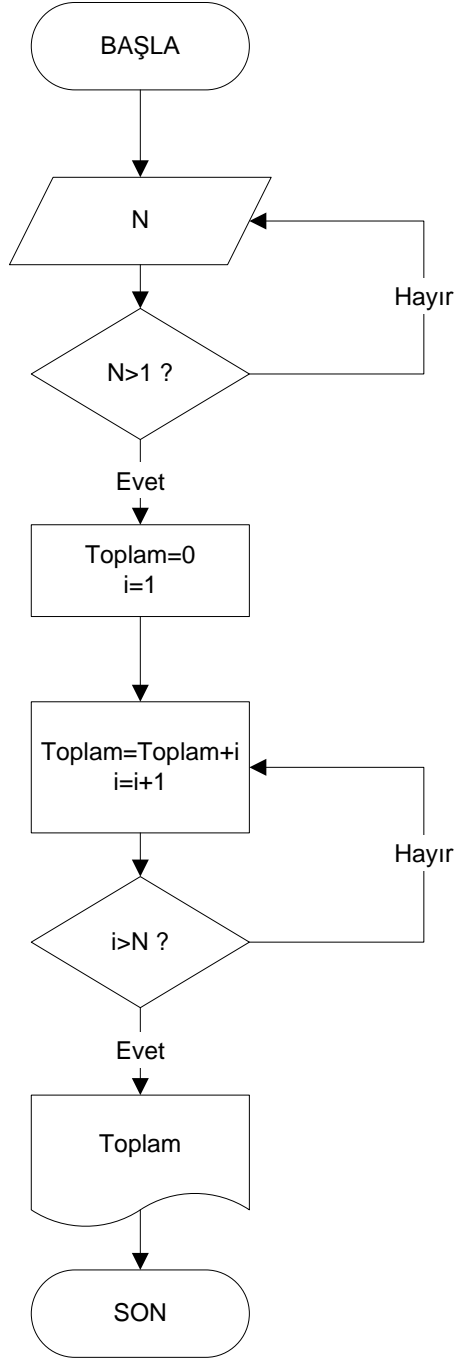 BAŞLA
N
Hayır
N>1 ?
Evet
Toplam=0
i=1
Toplam=Toplam+i
i=i+1
Hayır
i>N ?
Evet
Toplam
SON